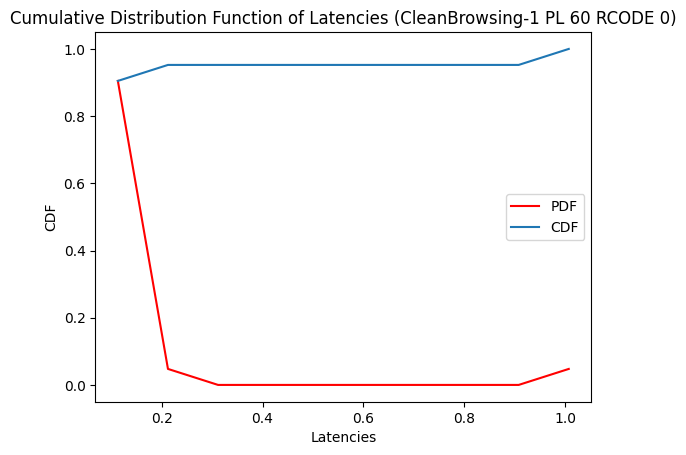 Cumulative Distribution Function of Latencies (CleanBrowsing-1 PL 60 RCODE 0)
1.0
0.8
0.6
0.4
0.2
0.0
CDF
PDF
CDF
0.2
0.4
0.6
0.8
1.0
Latencies